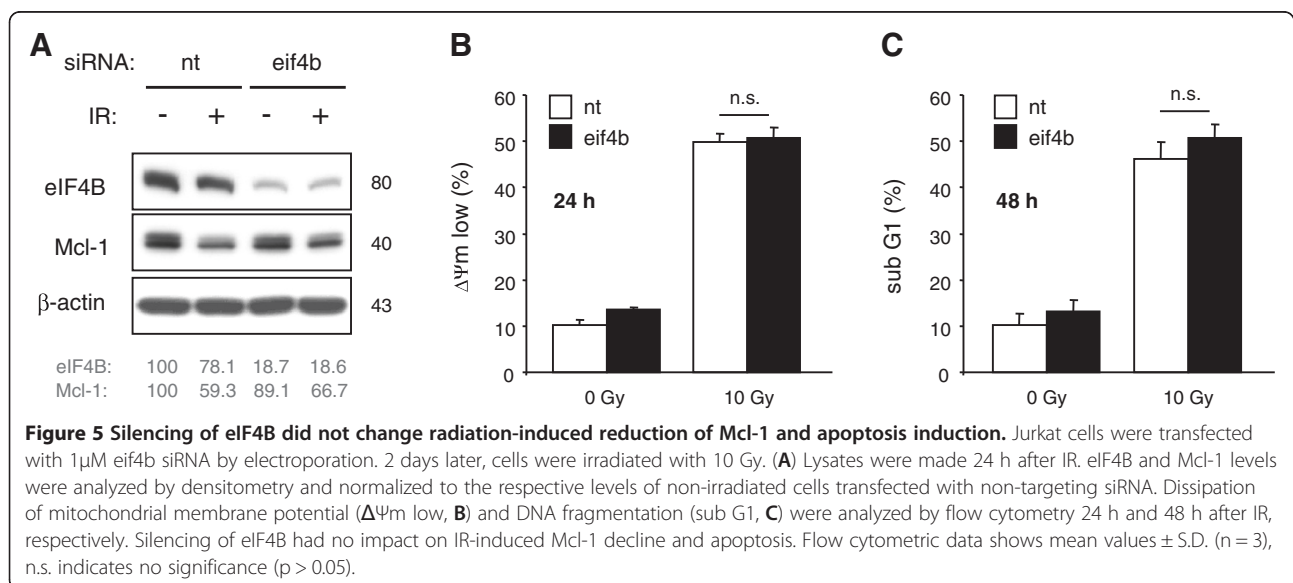 A
siRNA: nt eif4b
IR: - + - +
eIF4B 80
Mcl-1 40
β-actin 43
eIF4B: 100 78.1 18.7 18.6
Mcl-1: 100 59.3 89.1 66.7
B
ΔΨm low (%)
60
50
40
30
20
10
0
nt
eif4b
n.s.
24 h
0 Gy 10 Gy
C
sub G1 (%)
60
50
40
30
20
10
0
nt
eif4b
n.s.
48 h
0 Gy 10 Gy
Figure 5 Silencing of eIF4B did not change radiation-induced reduction of Mcl-1 and apoptosis induction. Jurkat cells were transfected
with 1μM eif4b siRNA by electroporation. 2 days later, cells were irradiated with 10 Gy. (A) Lysates were made 24 h after IR. eIF4B and Mcl-1 levels
were analyzed by densitometry and normalized to the respective levels of non-irradiated cells transfected with non-targeting siRNA. Dissipation
of mitochondrial membrane potential (ΔΨm low, B) and DNA fragmentation (sub G1, C) were analyzed by flow cytometry 24 h and 48 h after IR,
respectively. Silencing of eIF4B had no impact on IR-induced Mcl-1 decline and apoptosis. Flow cytometric data shows mean values ± S.D. (n = 3),
n.s. indicates no significance (p > 0.05).